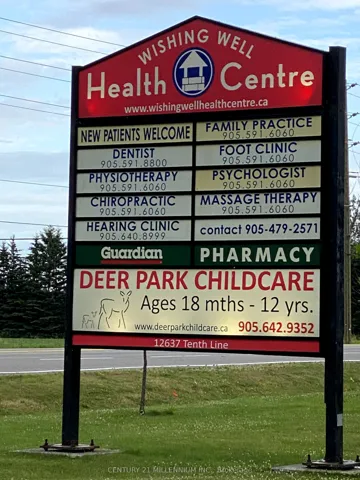 WISHING WELL
Health Centre
www.wishingwellhealthcentre.ca
NEW PATIENTS WELCOME
FAMILY PRACTICE
905.591.6060
DENTIST
905.591.8800
FOOT CLINIC
905.591.6060
PHYSIOTHERAPY
905.591.6060
PSYCHOLOGIST
905.591.6060
CHIROPRACTIC
905.591.6060
MASSAGE THERAPY
905.591.6060
HEARING CLINIC
905.640.8999
contact 905-479-2571
Guardian
PHARMACY
DEER PARK CHILDCARE
Ages 18 mths - 12 yrs.
www.deerparkchildcare.ca
905.642.9352
12637 Tenth Line
CENTURY 21 MILLENNIUM INC.